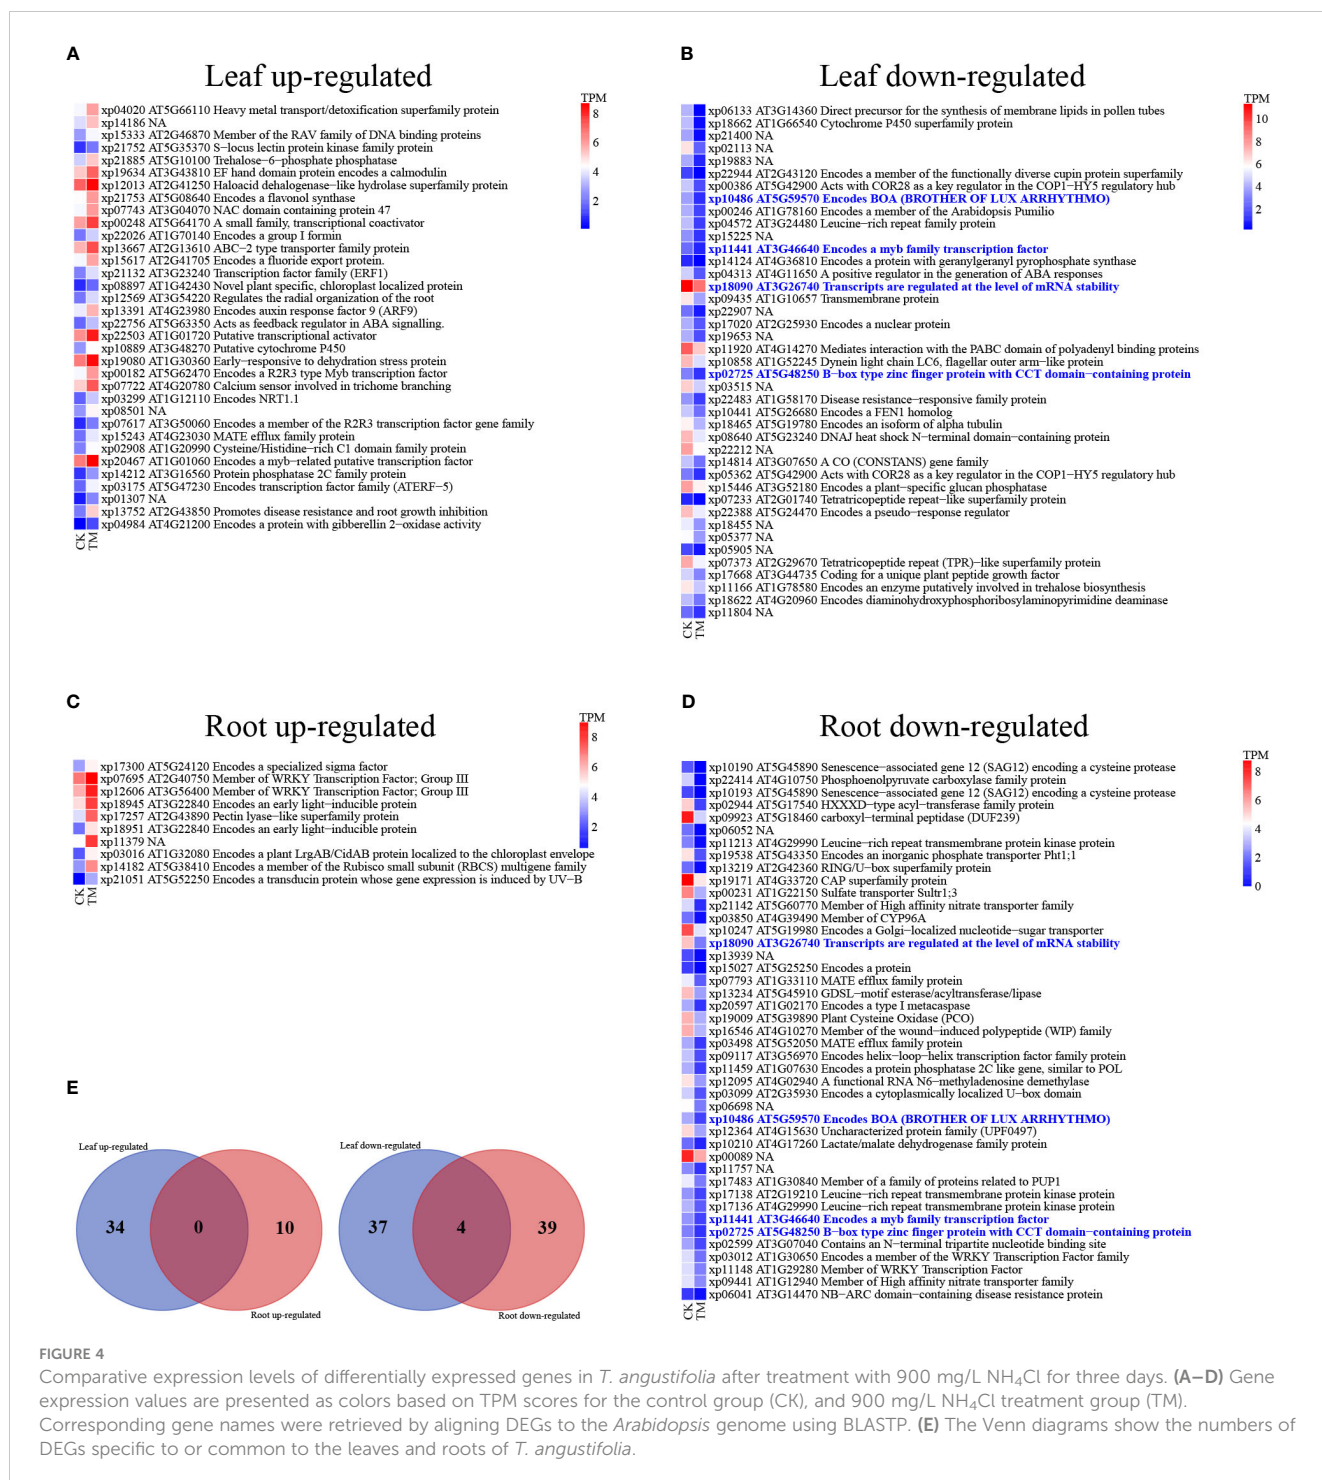 A
Leaf up-regulated
TPM
8
6
4
2
xp04020 AT5G66110 Heavy metal transport/detoxification superfamily protein
xp14186 NA
xp15333 AT2G46870 Member of the RAV family of DNA binding proteins
xp21752 AT5G35370 S−locus lectin protein kinase family protein
xp21885 AT5G10100 Trehalose−6−phosphate phosphatase
xp19634 AT3G43810 EF hand domain protein encodes a calmodulin
xp12013 AT2G41250 Haloacid dehalogenase−like hydrolase superfamily protein
xp21753 AT5G08640 Encodes a flavonol synthase
xp07743 AT3G04070 NAC domain containing protein 47
xp00248 AT5G64170 A small family, transcriptional coactivator
xp22026 AT1G70140 Encodes a group I formin
xp13667 AT2G13610 ABC−2 type transporter family protein
xp15617 AT2G41705 Encodes a fluoride export protein.
xp21132 AT3G23240 Transcription factor family (ERF1)
xp08897 AT1G42430 Novel plant specific, chloroplast localized protein
xp12569 AT3G54220 Regulates the radial organization of the root
xp13391 AT4G23980 Encodes auxin response factor 9 (ARF9)
xp22756 AT5G63350 Acts as feedback regulator in ABA signalling.
xp22503 AT1G01720 Putative transcriptional activator
xp10889 AT3G48270 Putative cytochrome P450
xp19080 AT1G30360 Early−responsive to dehydration stress protein
xp00182 AT5G62470 Encodes a R2R3 type Myb transcription factor
xp07722 AT4G20780 Calcium sensor involved in trichome branching
xp03299 AT1G12110 Encodes NRT1.1
xp08501 NA
xp07617 AT3G50060 Encodes a member of the R2R3 transcription factor gene family
xp15243 AT4G23030 MATE efflux family protein
xp02908 AT1G20990 Cysteine/Histidine−rich C1 domain family protein
xp20467 AT1G01060 Encodes a myb−related putative transcription factor
xp14212 AT3G16560 Protein phosphatase 2C family protein
xp03175 AT5G47230 Encodes transcription factor family (ATERF−5)
xp01307 NA
xp13752 AT2G43850 Promotes disease resistance and root growth inhibition
xp04984 AT4G21200 Encodes a protein with gibberellin 2−oxidase activity
CK
TM
B
Leaf down-regulated
TPM
10
8
6
4
2
xp06133 AT3G14360 Direct precursor for the synthesis of membrane lipids in pollen tubes
xp18662 AT1G66540 Cytochrome P450 superfamily protein
xp21400 NA
xp02113 NA
xp19883 NA
xp22944 AT2G43120 Encodes a member of the functionally diverse cupin protein superfamily
xp00386 AT5G42900 Acts with COR28 as a key regulator in the COP1−HY5 regulatory hub
xp10486 AT5G59570 Encodes BOA (BROTHER OF LUX ARRHYTHMO)
xp00246 AT1G78160 Encodes a member of the Arabidopsis Pumilio
xp04572 AT3G24480 Leucine−rich repeat family protein
xp15225 NA
xp11441 AT3G46640 Encodes a myb family transcription factor
xp14124 AT4G36810 Encodes a protein with geranylgeranyl pyrophosphate synthase
xp04313 AT4G11650 A positive regulator in the generation of ABA responses
xp18090 AT3G26740 Transcripts are regulated at the level of mRNA stability
xp09435 AT1G10657 Transmembrane protein
xp22907 NA
xp17020 AT2G25930 Encodes a nuclear protein
xp19653 NA
xp11920 AT4G14270 Mediates interaction with the PABC domain of polyadenyl binding proteins
xp10858 AT1G52245 Dynein light chain LC6, flagellar outer arm−like protein
xp02725 AT5G48250 B−box type zinc finger protein with CCT domain−containing protein
xp03515 NA
xp22483 AT1G58170 Disease resistance−responsive family protein
xp10441 AT5G26680 Encodes a FEN1 homolog
xp18465 AT5G19780 Encodes an isoform of alpha tubulin
xp08640 AT5G23240 DNAJ heat shock N−terminal domain−containing protein
xp22212 NA
xp14814 AT3G07650 A CO (CONSTANS) gene family
xp05362 AT5G42900 Acts with COR28 as a key regulator in the COP1−HY5 regulatory hub
xp15446 AT3G52180 Encodes a plant−specific glucan phosphatase
xp07233 AT2G01740 Tetratricopeptide repeat−like superfamily protein
xp22388 AT5G24470 Encodes a pseudo−response regulator
xp18455 NA
xp05377 NA
xp05905 NA
xp07373 AT2G29670 Tetratricopeptide repeat (TPR)−like superfamily protein
xp17668 AT3G44735 Coding for a unique plant peptide growth factor
xp11166 AT1G78580 Encodes an enzyme putatively involved in trehalose biosynthesis
xp18622 AT4G20960 Encodes diaminohydroxyphosphoribosylaminopyrimidine deaminase
xp11804 NA
CK
TM
C
Root up-regulated
TPM
8
6
4
2
xp17300 AT5G24120 Encodes a specialized sigma factor
xp07695 AT2G40750 Member of WRKY Transcription Factor; Group III
xp12606 AT3G56400 Member of WRKY Transcription Factor; Group III
xp18945 AT3G22840 Encodes an early light−inducible protein
xp17257 AT2G43890 Pectin lyase−like superfamily protein
xp18951 AT3G22840 Encodes an early light−inducible protein
xp11379 NA
xp03016 AT1G32080 Encodes a plant LrgAB/CidAB protein localized to the chloroplast envelope
xp14182 AT5G38410 Encodes a member of the Rubisco small subunit (RBCS) multigene family
xp21051 AT5G52250 Encodes a transducin protein whose gene expression is induced by UV−B
CK
TM
D
Root down-regulated
TPM
8
6
4
2
0
xp10190 AT5G45890 Senescence−associated gene 12 (SAG12) encoding a cysteine protease
xp22414 AT4G10750 Phosphoenolpyruvate carboxylase family protein
xp10193 AT5G45890 Senescence−associated gene 12 (SAG12) encoding a cysteine protease
xp02944 AT5G17540 HXXXD−type acyl−transferase family protein
xp09923 AT5G18460 carboxyl−terminal peptidase (DUF239)
xp06052 NA
xp11213 AT4G29990 Leucine−rich repeat transmembrane protein kinase protein
xp19538 AT5G43350 Encodes an inorganic phosphate transporter Pht1;1
xp13219 AT2G42360 RING/U−box superfamily protein
xp19171 AT4G33720 CAP superfamily protein
xp00231 AT1G22150 Sulfate transporter Sultr1;3
xp21142 AT5G60770 Member of High affinity nitrate transporter family
xp03850 AT4G39490 Member of CYP96A
xp10247 AT5G19980 Encodes a Golgi−localized nucleotide−sugar transporter
xp18090 AT3G26740 Transcripts are regulated at the level of mRNA stability
xp13939 NA
xp15027 AT5G25250 Encodes a protein
xp07793 AT1G33110 MATE efflux family protein
xp13234 AT5G45910 GDSL−motif esterase/acyltransferase/lipase
xp20597 AT1G02170 Encodes a type I metacaspase
xp19009 AT5G39890 Plant Cysteine Oxidase (PCO)
xp16546 AT4G10270 Member of the wound−induced polypeptide (WIP) family
xp03498 AT5G52050 MATE efflux family protein
xp09117 AT3G56970 Encodes helix−loop−helix transcription factor family protein
xp11459 AT1G07630 Encodes a protein phosphatase 2C like gene, similar to POL
xp12095 AT4G02940 A functional RNA N6−methyladenosine demethylase
xp03099 AT2G35930 Encodes a cytoplasmically localized U−box domain
xp06698 NA
xp10486 AT5G59570 Encodes BOA (BROTHER OF LUX ARRHYTHMO)
xp12364 AT4G15630 Uncharacterized protein family (UPF0497)
xp10210 AT4G17260 Lactate/malate dehydrogenase family protein
xp00089 NA
xp11757 NA
xp17483 AT1G30840 Member of a family of proteins related to PUP1
xp17138 AT2G19210 Leucine−rich repeat transmembrane protein kinase protein
xp17136 AT4G29990 Leucine−rich repeat transmembrane protein kinase protein
xp11441 AT3G46640 Encodes a myb family transcription factor
xp02725 AT5G48250 B−box type zinc finger protein with CCT domain−containing protein
xp02599 AT3G07040 Contains an N−terminal tripartite nucleotide binding site
xp03012 AT1G30650 Encodes a member of the WRKY Transcription Factor family
xp11148 AT1G29280 Member of WRKY Transcription Factor
xp09441 AT1G12940 Member of High affinity nitrate transporter family
xp06041 AT3G14470 NB−ARC domain−containing disease resistance protein
CK
TM
E
Leaf up-regulated
34
0
10
Root up-regulated
Leaf down-regulated
37
4
39
Root down-regulated
FIGURE 4
Comparative expression levels of differentially expressed genes in T. angustifolia after treatment with 900 mg/L NH₄Cl for three days. (A–D) Gene
expression values are presented as colors based on TPM scores for the control group (CK), and 900 mg/L NH₄Cl treatment group (TM).
Corresponding gene names were retrieved by aligning DEGs to the Arabidopsis genome using BLASTP. (E) The Venn diagrams show the numbers of
DEGs specific to or common to the leaves and roots of T. angustifolia.